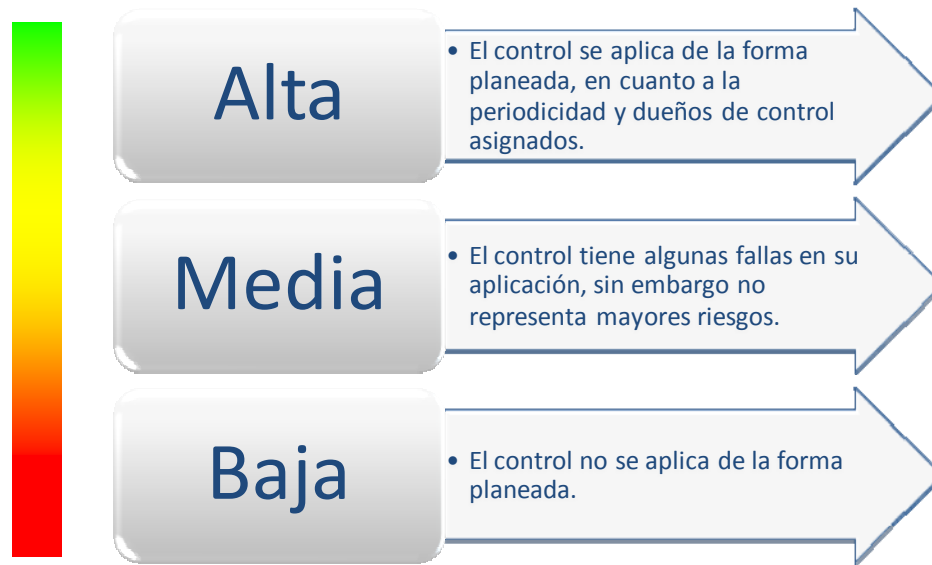 Alta
• El control se aplica de la forma
planeada, en cuanto a la
periodicidad y dueños de control
asignados.
Media
• El control tiene algunas fallas en su
aplicación, sin embargo no
representa mayores riesgos.
Baja
• El control no se aplica de la forma
planeada.